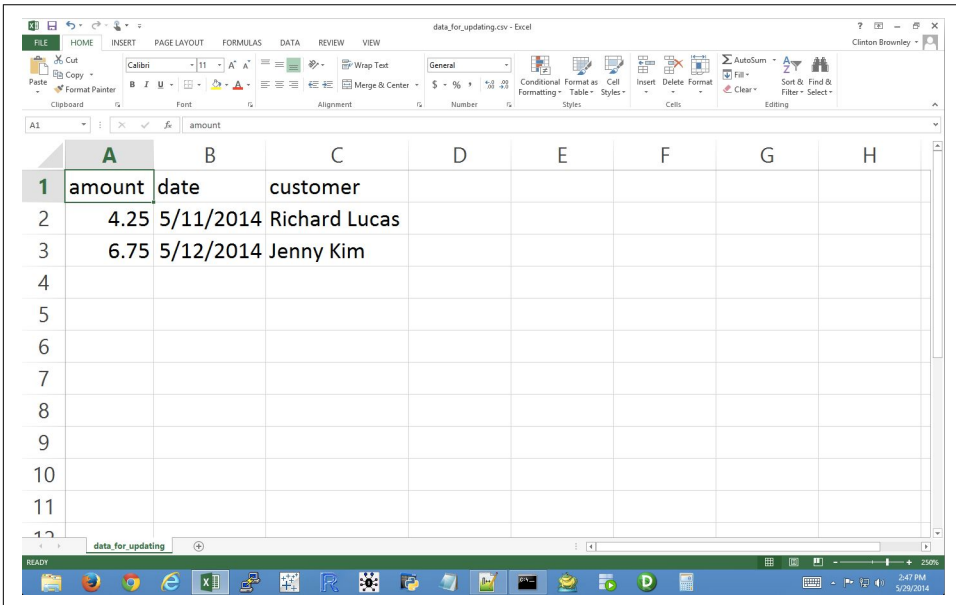 data_for_updating.csv - Excel
FILE HOME INSERT PAGE LAYOUT FORMULAS DATA REVIEW VIEW Clinton Brownley
Cut
Copy
Format Painter
Paste
Clipboard
Calibri 11
B I U
Font
Wrap Text
Merge & Center
Alignment
General
$ % ,
Number
Conditional Formatting
Format as Table
Cell Styles
Styles
Insert Delete Format
Cells
AutoSum
Fill
Clear
Sort & Filter
Find & Select
Editing
A1 fx amount
A B C D E F G H
1 amount date customer
2 4.25 5/11/2014 Richard Lucas
3 6.75 5/12/2014 Jenny Kim
4
5
6
7
8
9
10
11
data_for_updating
READY 250%
2:47 PM
5/29/2014